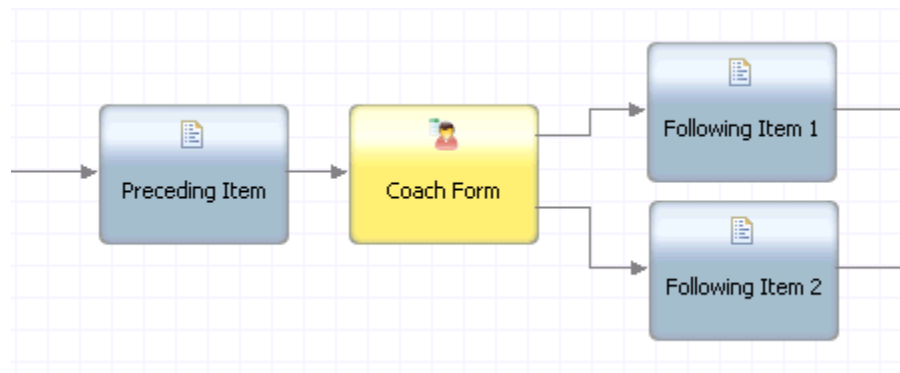 Preceding Item
Coach Form
Following Item 1
Following Item 2